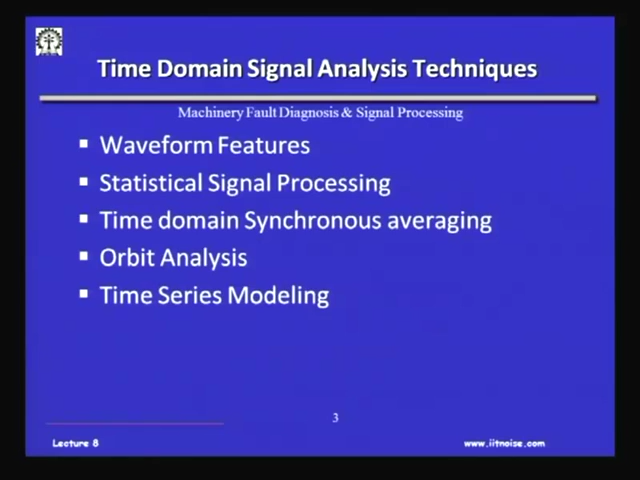 Time Domain Signal Analysis Techniques
Machinery Fault Diagnosis & Signal Processing
▪ Waveform Features
▪ Statistical Signal Processing
▪ Time domain Synchronous averaging
▪ Orbit Analysis
▪ Time Series Modeling
3
Lecture 8
www.iitnoise.com